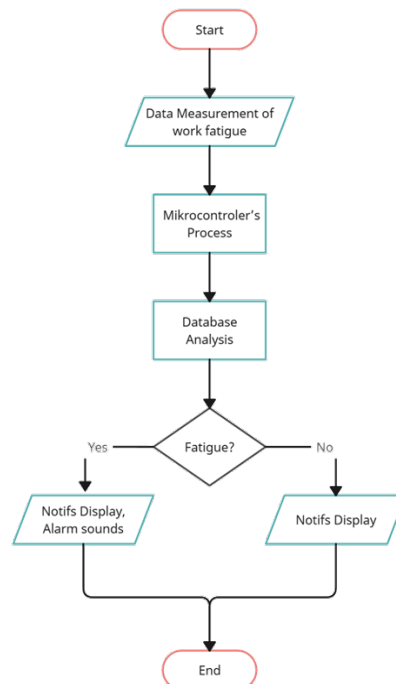 Start
Data Measurement of
work fatigue
Mikrocontroler's
Process
Database
Analysis
Yes
Fatigue?
No
Notifs Display,
Alarm sounds
Notifs Display
End